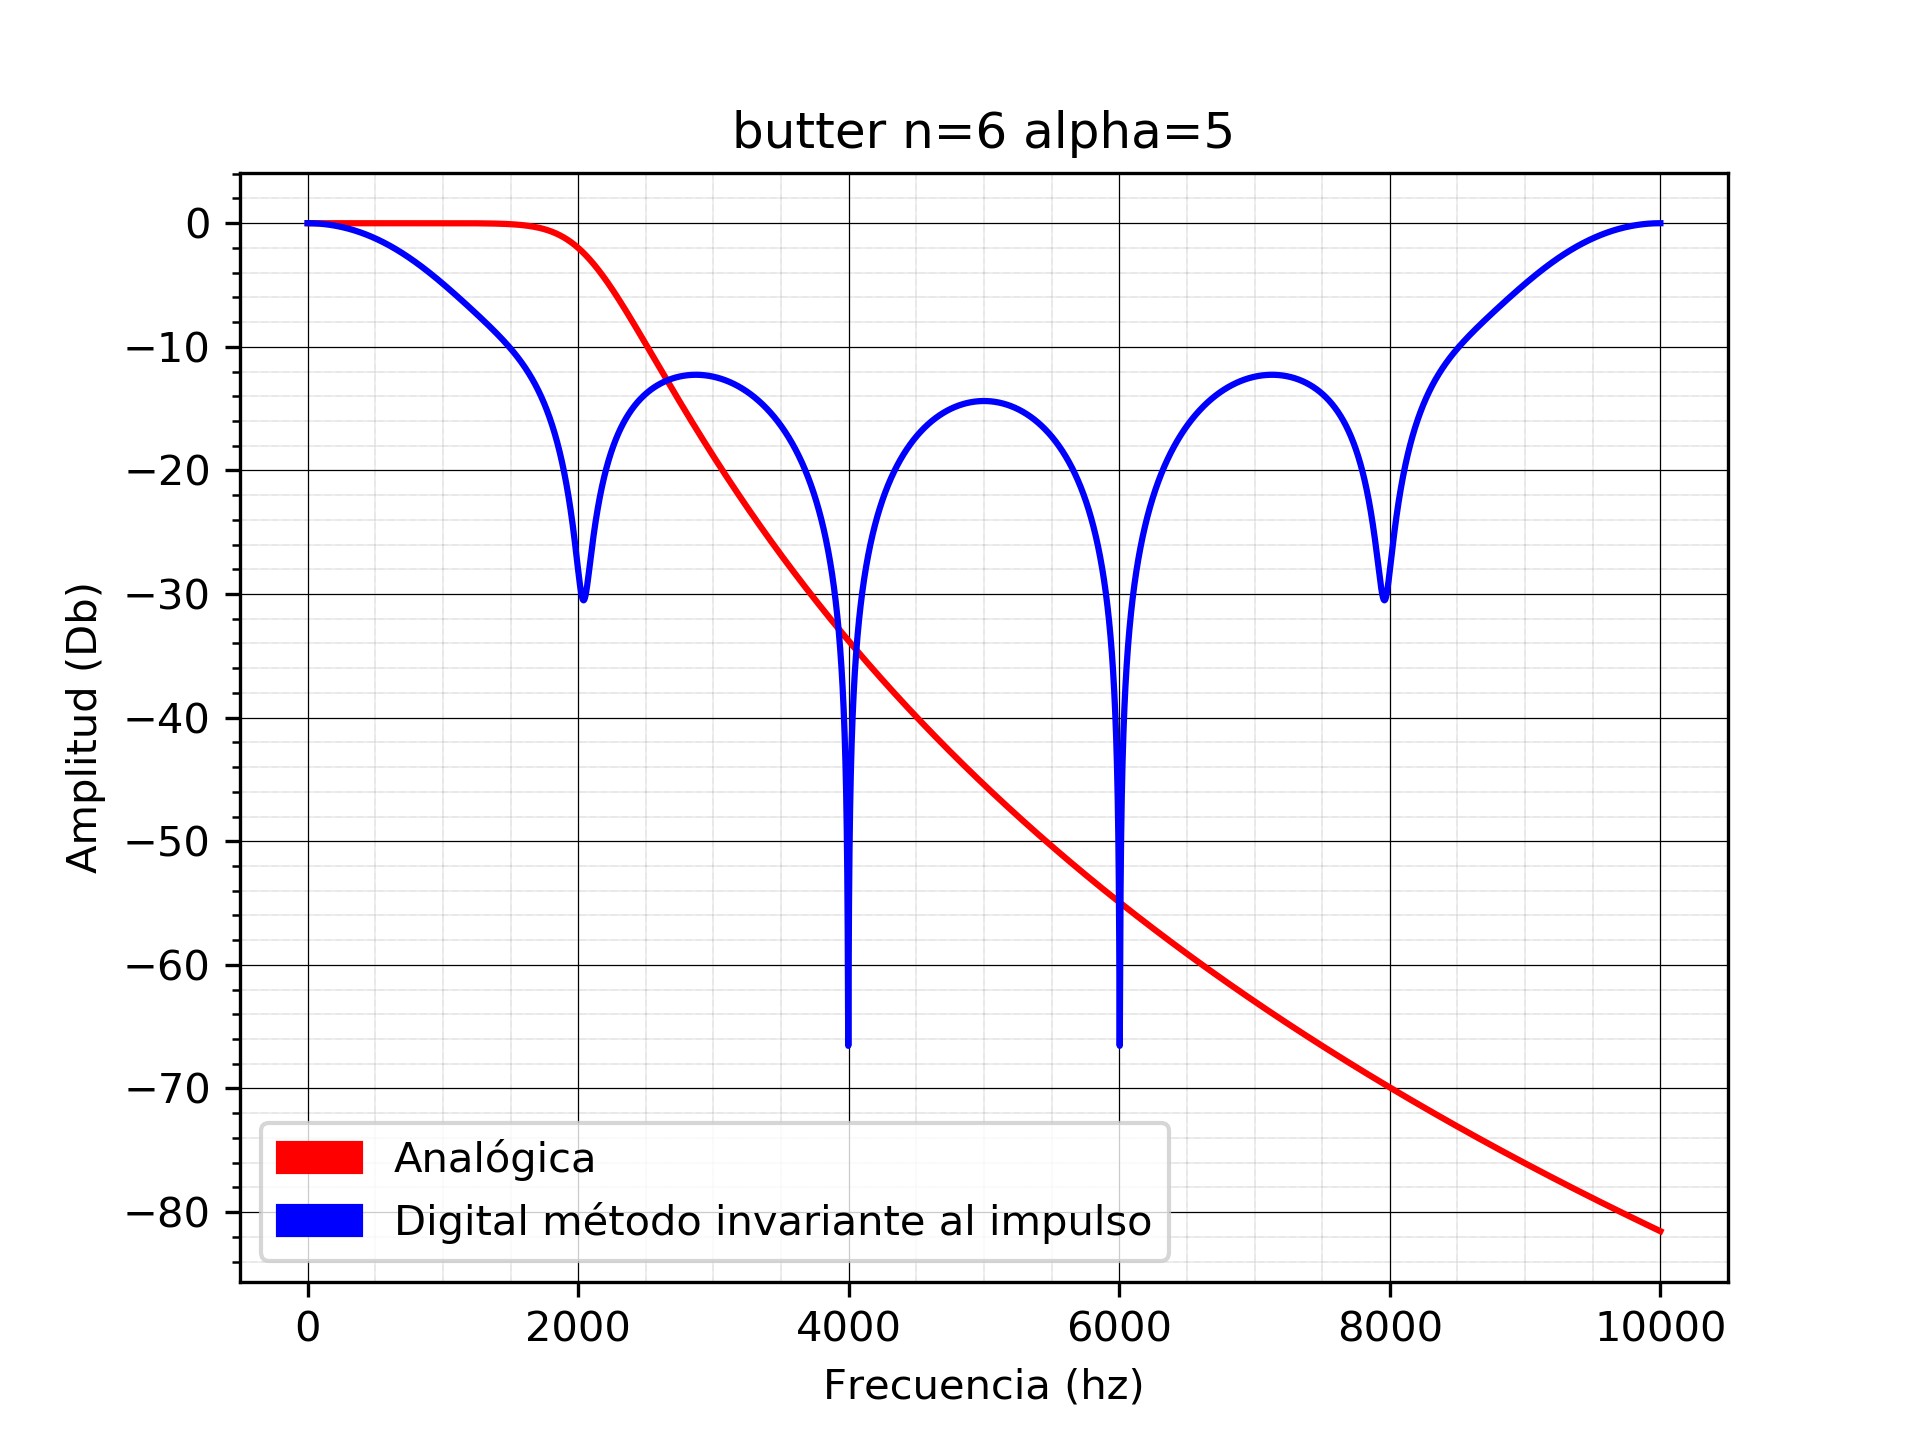 butter n=6 alpha=5
Amplitud (Db)
0
−10
−20
−30
−40
−50
−60
−70
−80
Analógica
Digital método invariante al impulso
0 2000 4000 6000 8000 10000
Frecuencia (hz)